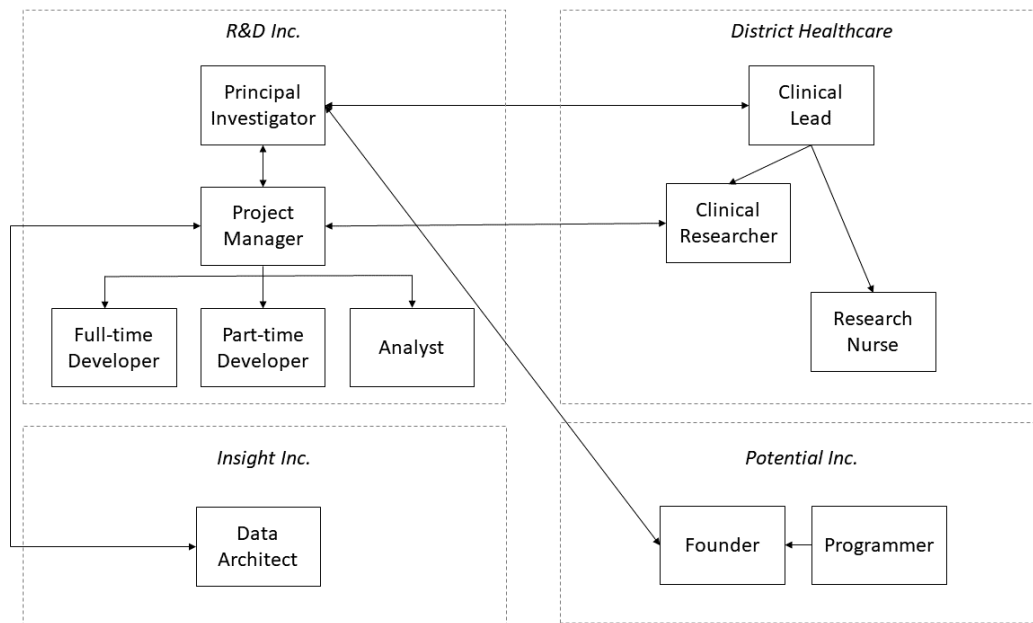 R&D Inc.
Principal
Investigator
Project
Manager
Full-time
Developer
Part-time
Developer
Analyst
District Healthcare
Clinical
Lead
Clinical
Researcher
Research
Nurse
Insight Inc.
Data
Architect
Potential Inc.
Founder
Programmer